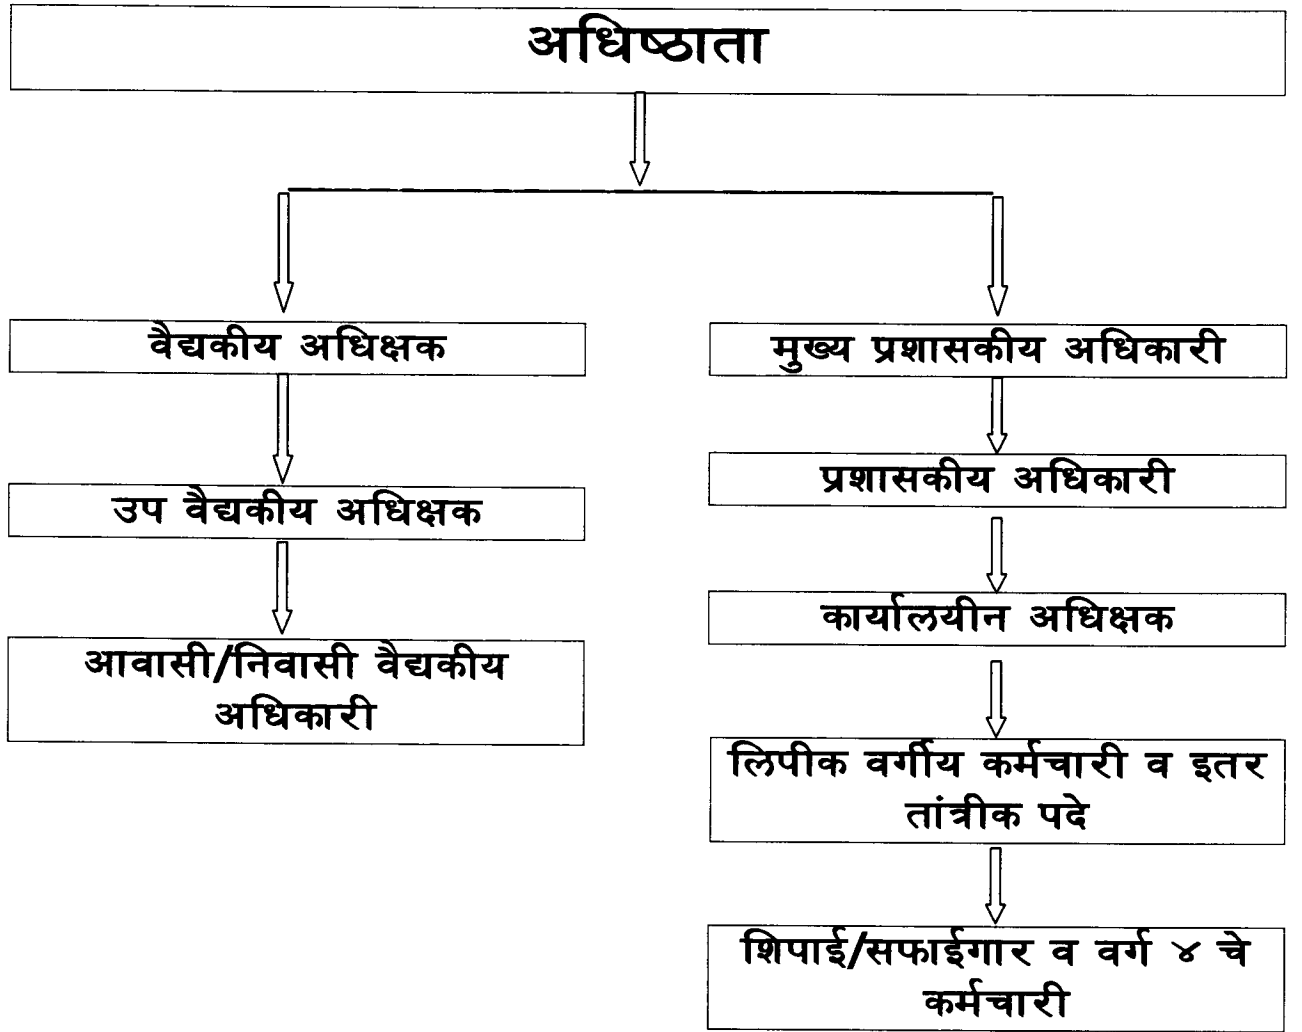 अधिष्ठाता
वैद्यकीय अधिक्षक
मुख्य प्रशासकीय अधिकारी
उप वैद्यकीय अधिक्षक
प्रशासकीय अधिकारी
कार्यालयीन अधिक्षक
आवासी/निवासी वैद्यकीय
अधिकारी
लिपीक वर्गीय कर्मचारी व इतर
तांत्रीक पदे
शिपाई/सफाईगार व वर्ग ४ चे
कर्मचारी